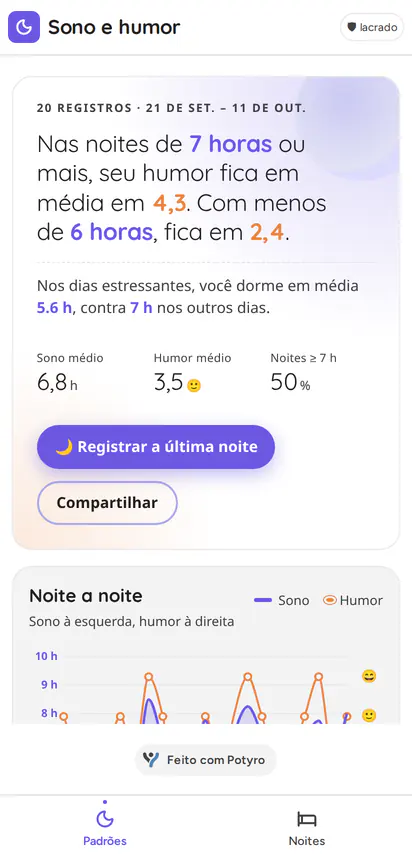 Sono e humor
lacrado
20 REGISTROS · 21 DE SET. – 11 DE OUT.
Nas noites de 7 horas ou
mais, seu humor fica em
média em 4,3. Com menos
de 6 horas, fica em 2,4.
Nos dias estressantes, você dorme em média
5.6 h, contra 7 h nos outros dias.
Sono médio
6,8 h
Humor médio
3,5
Noites ≥ 7 h
50 %
Registrar a última noite
Compartilhar
Noite a noite
Sono
Humor
Sono à esquerda, humor à direita
10 h
9 h
8 h
Feito com Potyro
Padrões
Noites